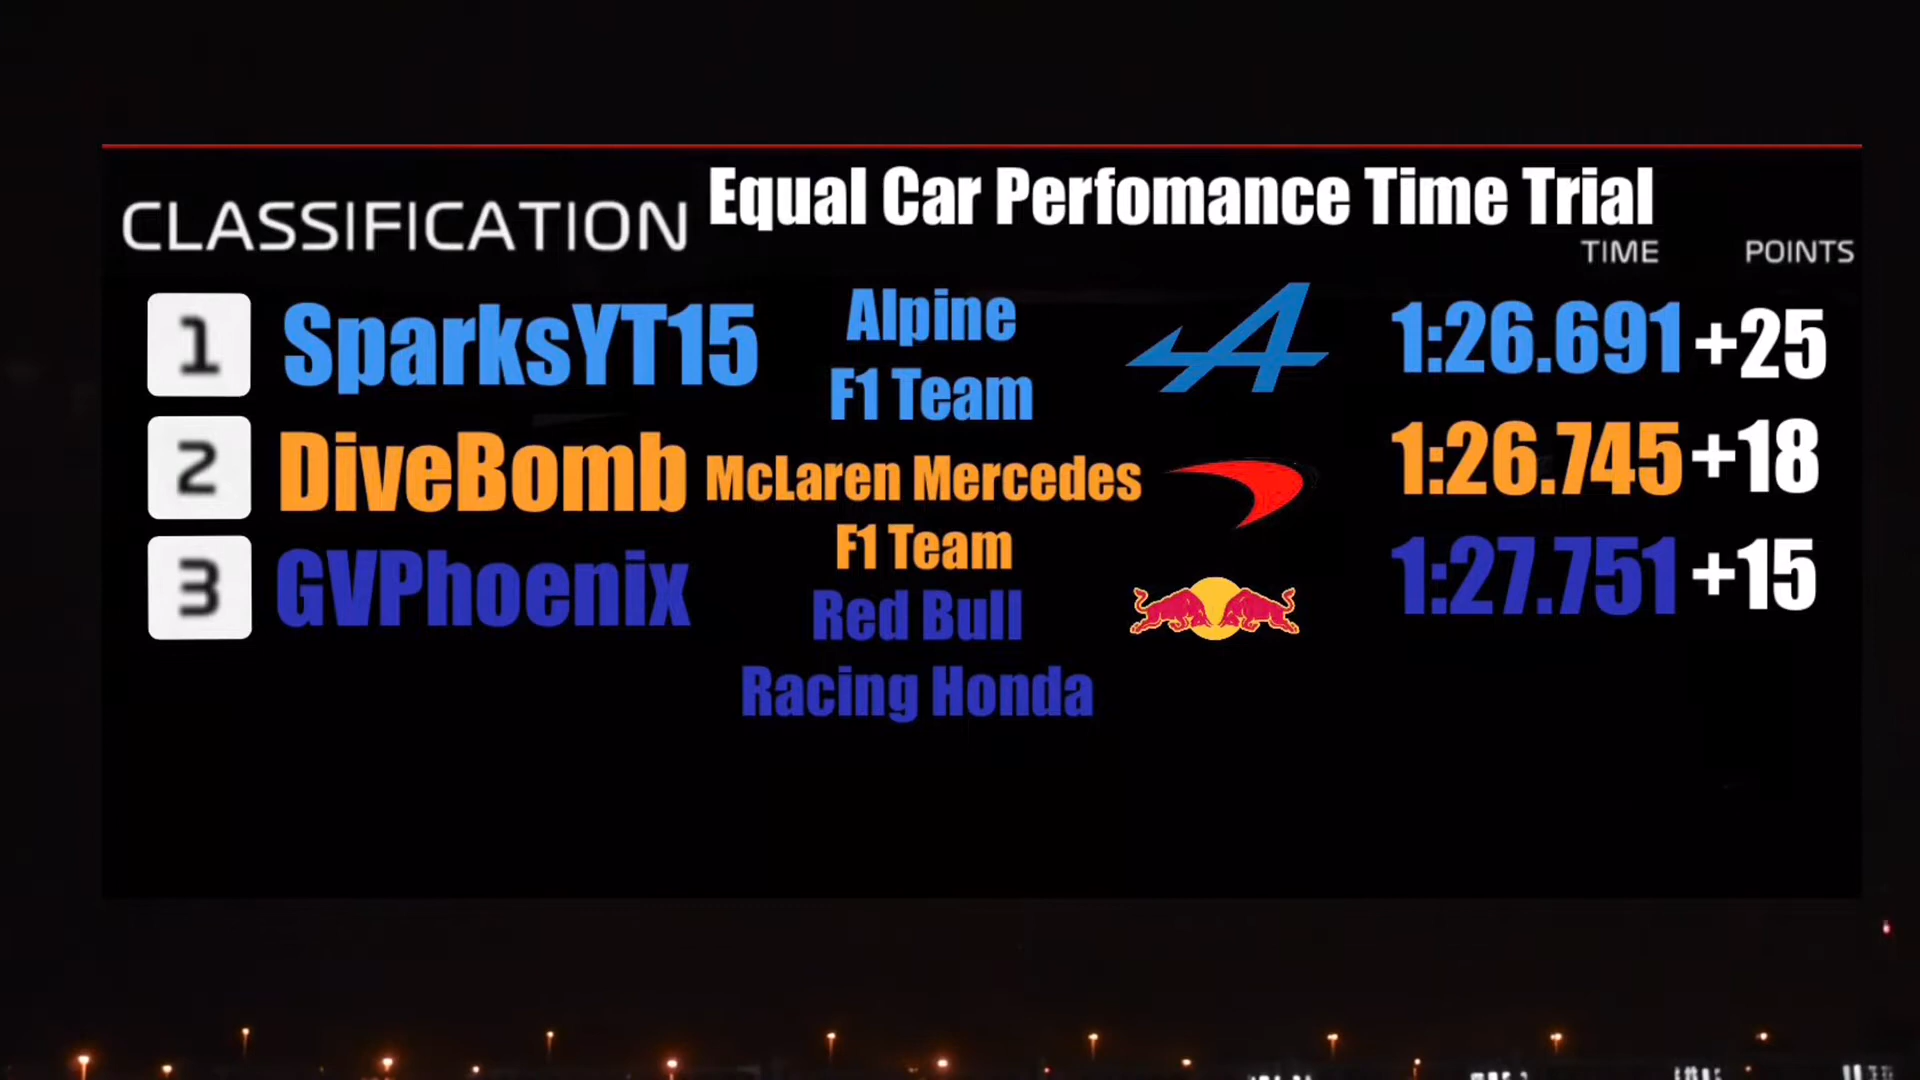 CLASSIFICATION Equal Car Perfomance Time Trial
TIME POINTS
1 SparksYT15 Alpine F1 Team 1:26.691 +25
2 DiveBomb McLaren Mercedes F1 Team 1:26.745 +18
3 GVPhoenix Red Bull Racing Honda 1:27.751 +15